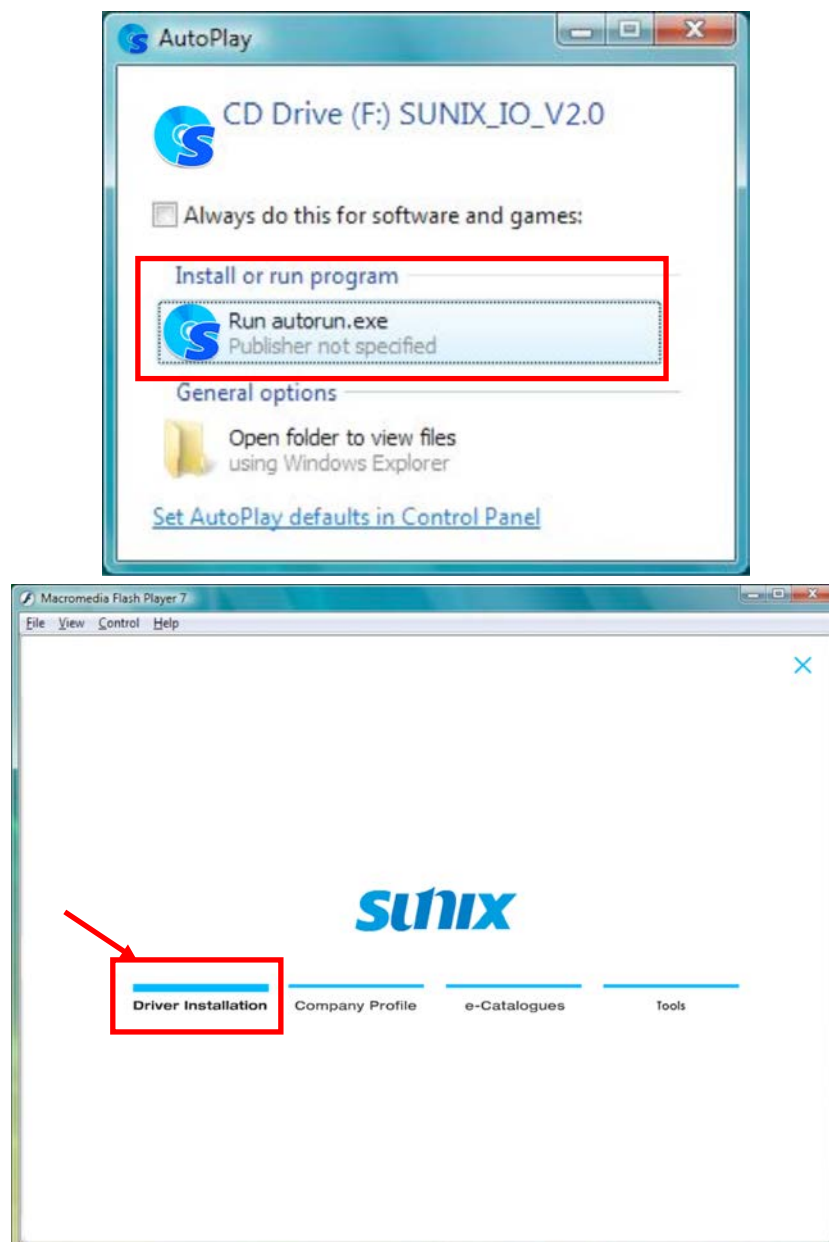 AutoPlay
CD Drive (F:) SUNIX_IO_V2.0
Always do this for software and games:
Install or run program
Run autorun.exe
Publisher not specified
General options
Open folder to view files
using Windows Explorer
Set AutoPlay defaults in Control Panel
Macromedia Flash Player 7
File View Control Help
sunix
Driver Installation Company Profile e-Catalogues Tools